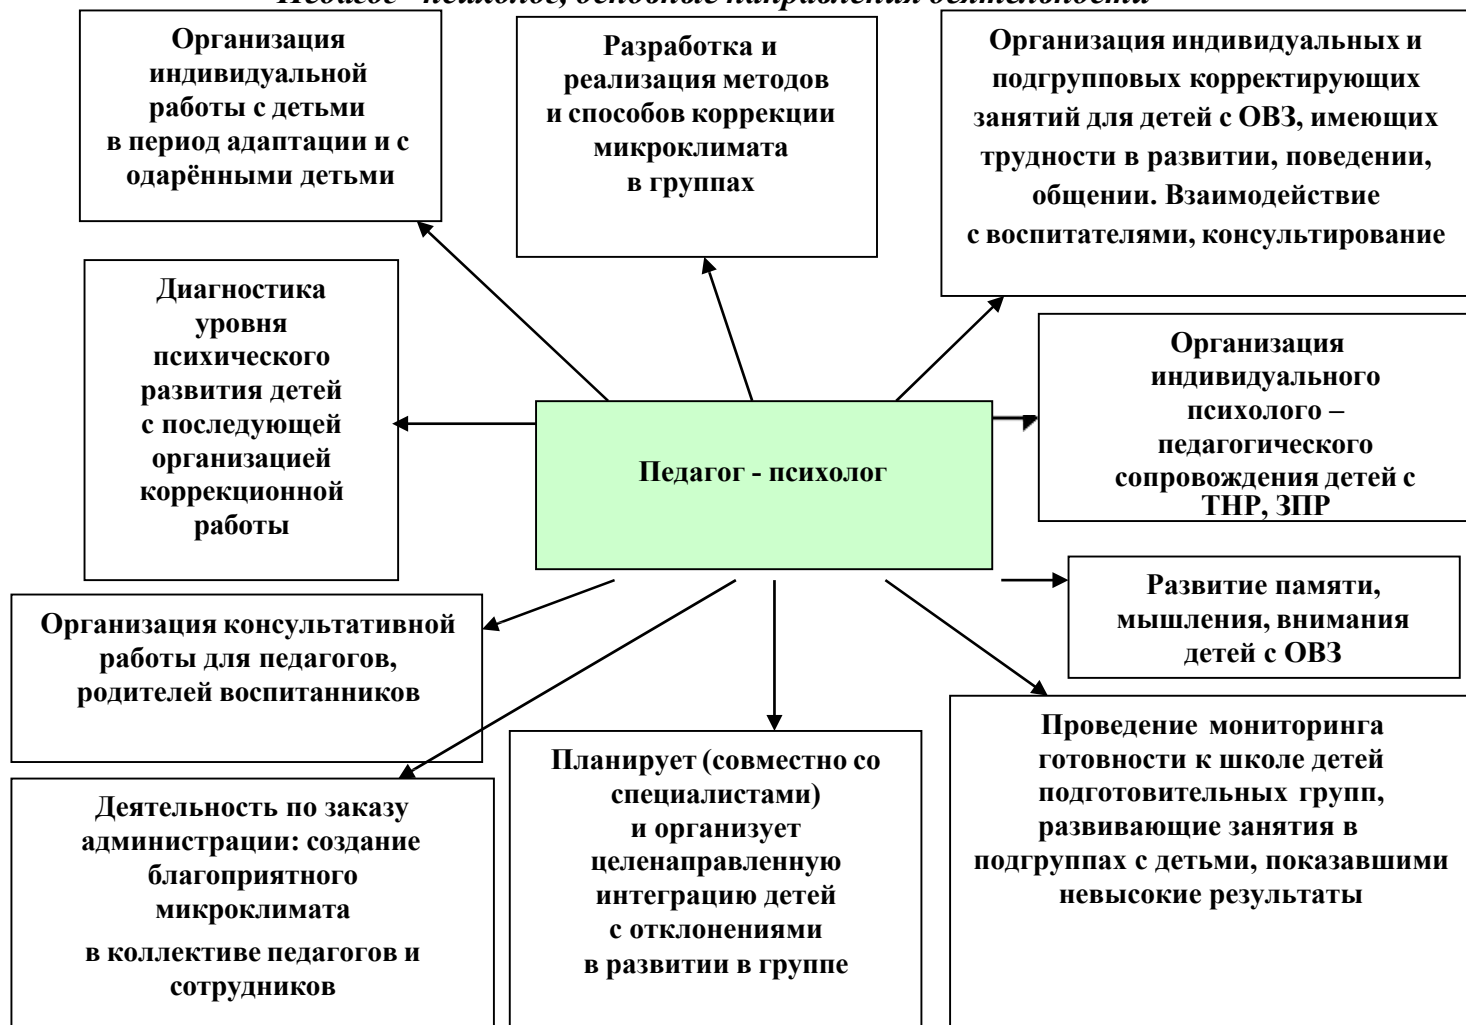 Педагог - психолог, основные направления деятельности
Организация
индивидуальной
работы с детьми
в период адаптации и с
одарёнными детьми
Разработка и
реализация методов
и способов коррекции
микроклимата
в группах
Организация индивидуальных и
подгрупповых корректирующих
занятий для детей с ОВЗ, имеющих
трудности в развитии, поведении,
общении. Взаимодействие
с воспитателями, консультирование
Диагностика
уровня
психического
развития детей
с последующей
организацией
коррекционной
работы
Организация
индивидуального
психолого –
педагогического
сопровождения детей с
ТНР, ЗПР
Педагог - психолог
Развитие памяти,
мышления, внимания
детей с ОВЗ
Организация консультативной
работы для педагогов,
родителей воспитанников
Проведение мониторинга
готовности к школе детей
подготовительных групп,
развивающие занятия в
подгруппах с детьми, показавшими
невысокие результаты
Планирует (совместно со
специалистами)
и организует
целенаправленную
интеграцию детей
с отклонениями
в развитии в группе
Деятельность по заказу
администрации: создание
благоприятного
микроклимата
в коллективе педагогов и
сотрудников